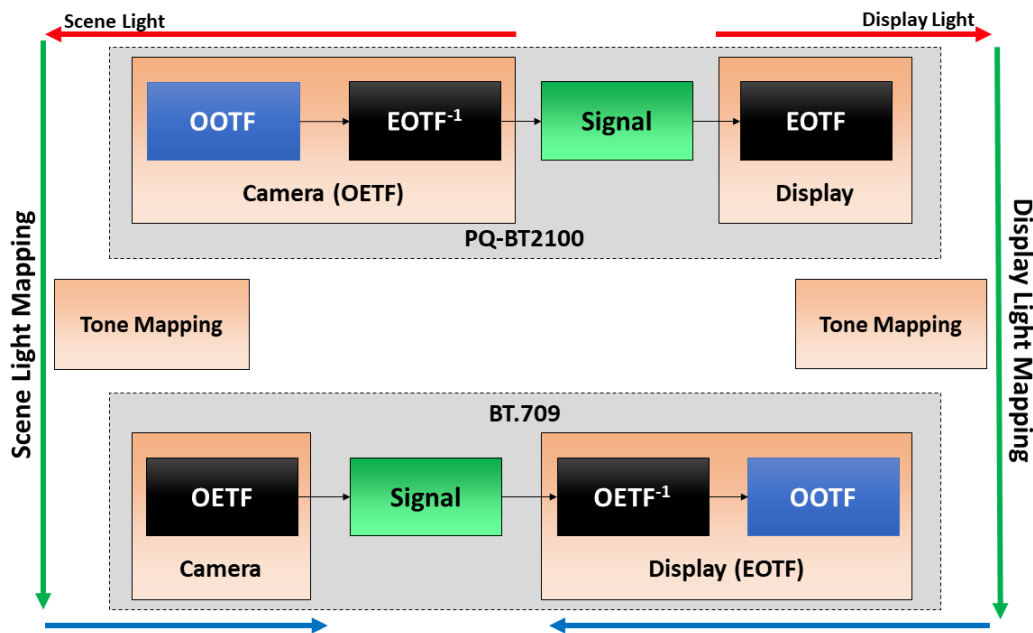 Scene Light
Display Light
OOTF
EOTF-1
Signal
EOTF
Camera (OETF)
Display
PQ-BT2100
Scene Light Mapping
Tone Mapping
Tone Mapping
Display Light Mapping
BT.709
OETF
Signal
OETF-1
OOTF
Camera
Display (EOTF)